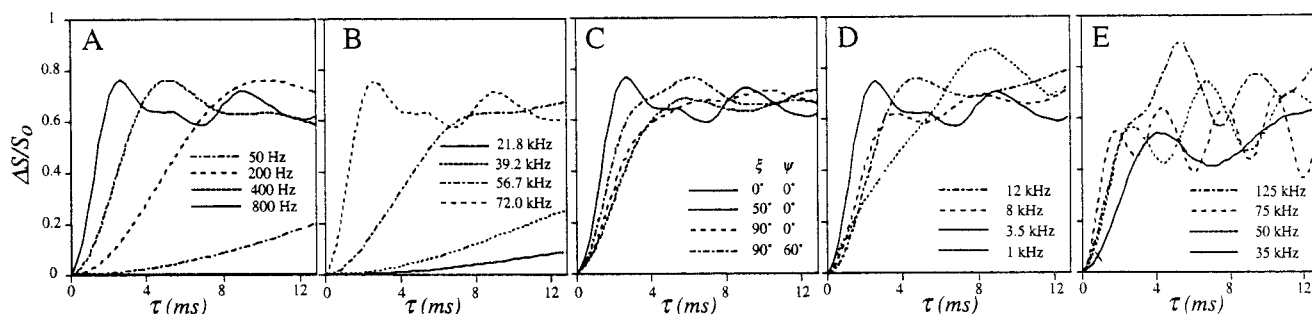 A
B
C
D
E
ΔS/S₀
1
0.8
0.6
0.4
0.2
0
50 Hz
200 Hz
400 Hz
800 Hz
0 4 8 12
τ (ms)
21.8 kHz
39.2 kHz
56.7 kHz
72.0 kHz
0 4 8 12
τ (ms)
ξ ψ
0° 0°
50° 0°
90° 0°
90° 60°
0 4 8 12
τ (ms)
12 kHz
8 kHz
3.5 kHz
1 kHz
0 4 8 12
τ (ms)
125 kHz
75 kHz
50 kHz
35 kHz
0 4 8 12
τ (ms)